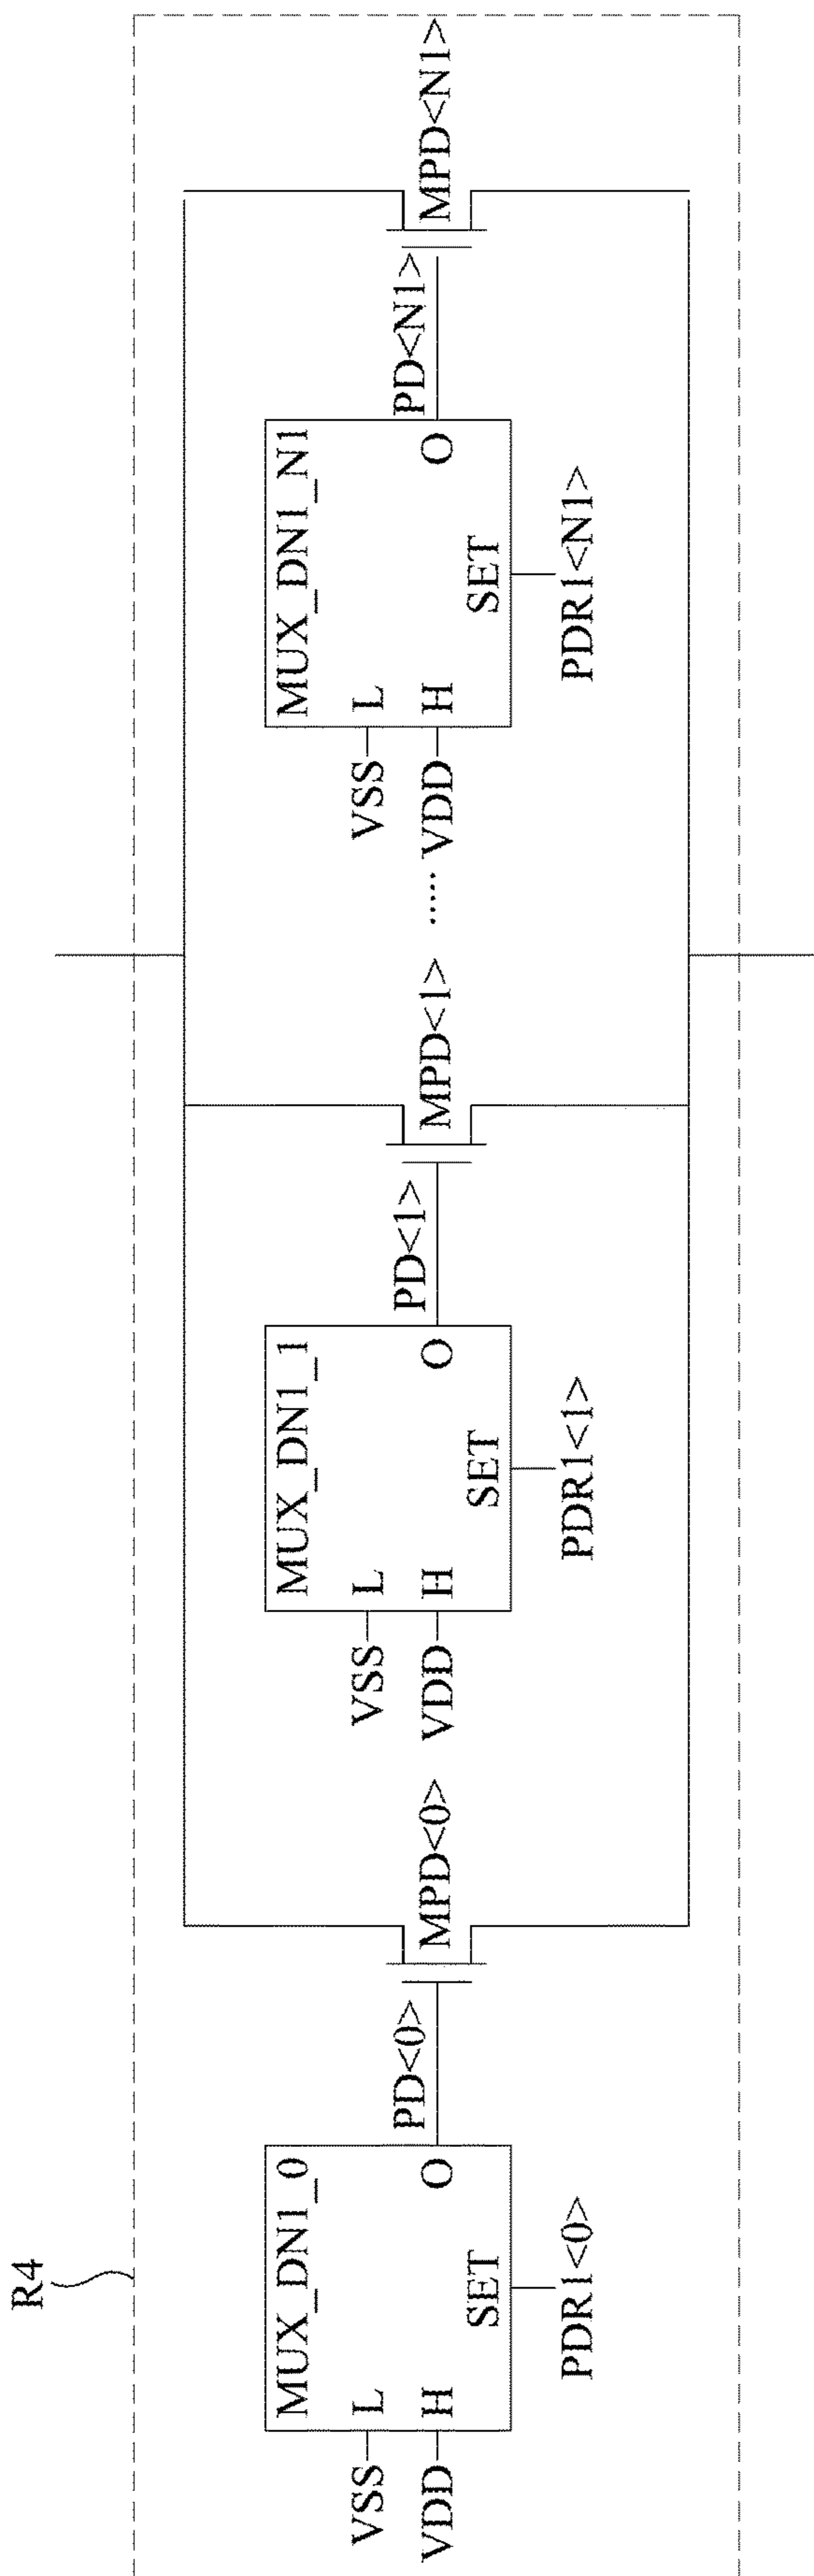 R4
MUX_DN1_0
VSS
L
VDD
H
O
SET
PDR1<0>
PD<0>
MPD<0>
MUX_DN1_1
VSS
L
VDD
H
O
SET
PDR1<1>
PD<1>
MPD<1>
.....
MUX_DN1_N1
VSS
L
VDD
H
O
SET
PDR1<N1>
PD<N1>
MPD<N1>